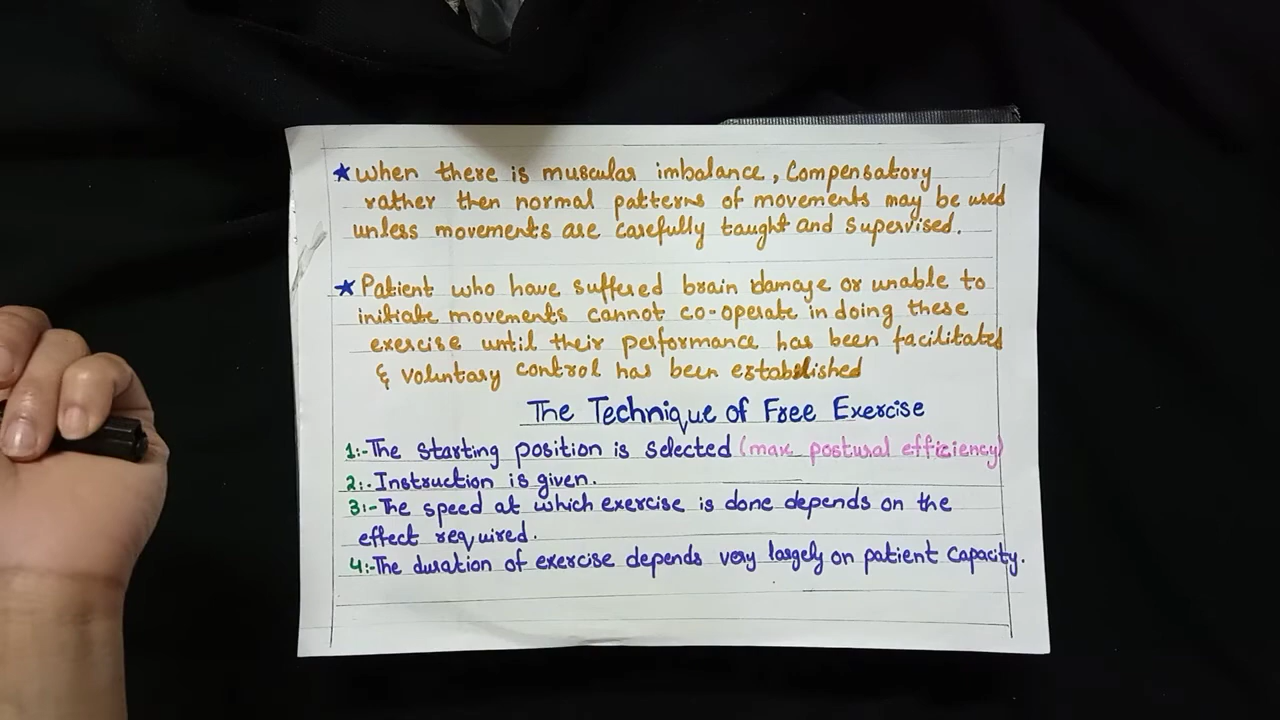 ★ When there is muscular imbalance, Compensatory
rather then normal patterns of movements may be used
unless movements are carefully taught and supervised.
★ Patient who have suffered brain damage or unable to
initiate movements cannot co-operate in doing these
exercise until their performance has been facilitated
& voluntary control has been established
The Technique of Free Exercise
1:- The starting position is selected (max postural efficiency)
2:- Instruction is given.
3:- The speed at which exercise is done depends on the
effect required.
4:- The duration of exercise depends very largely on patient capacity.